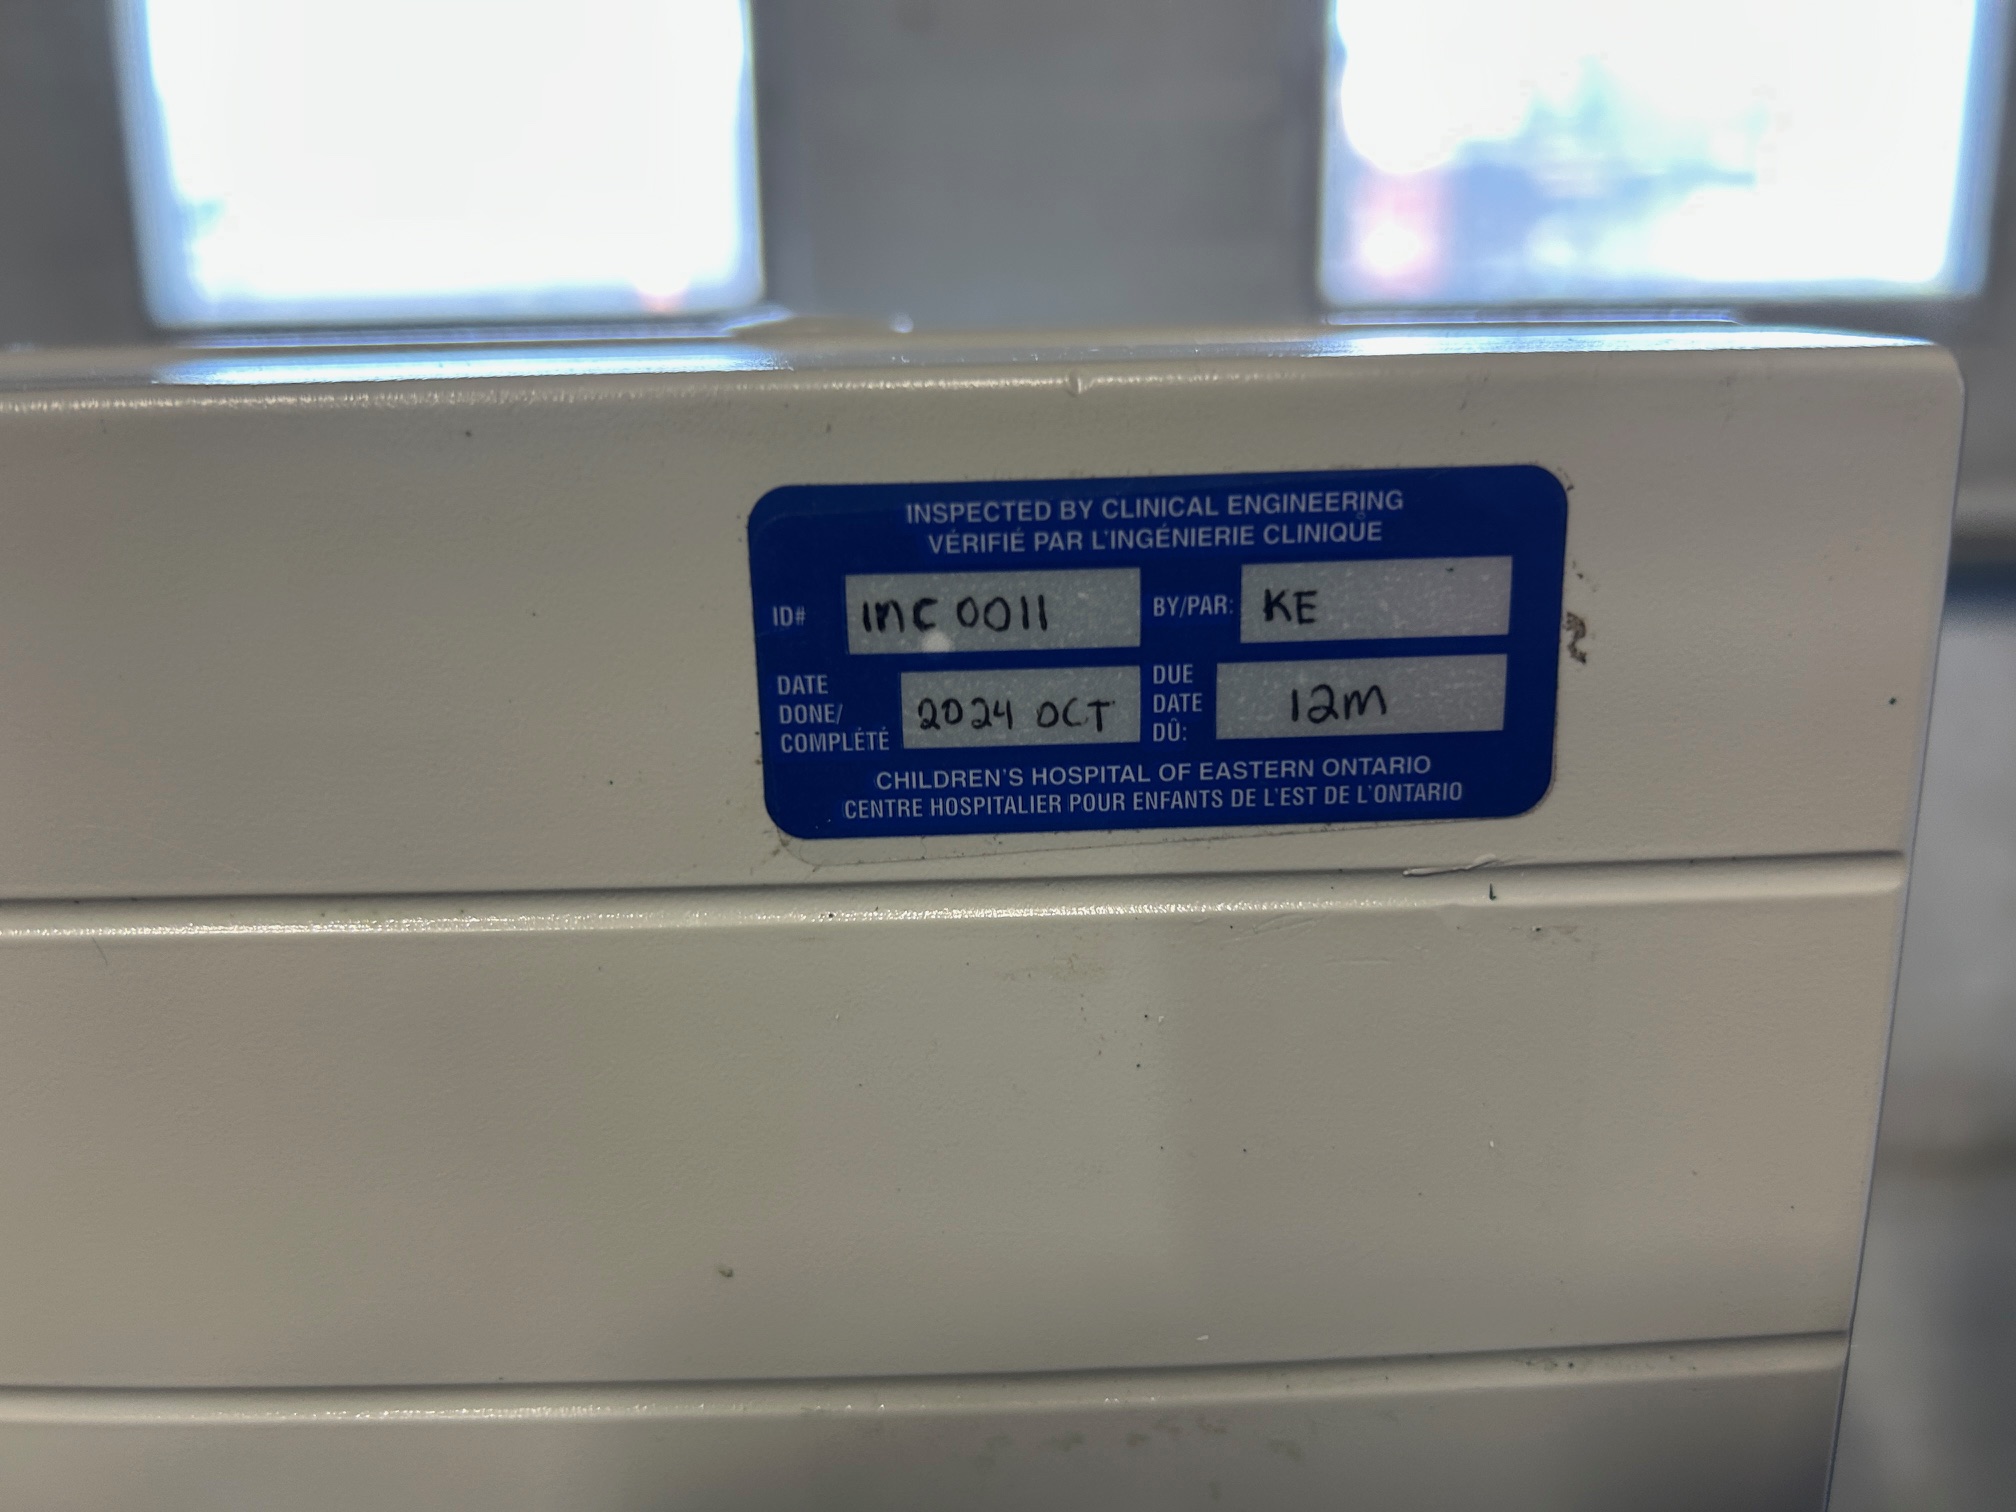 INSPECTED BY CLINICAL ENGINEERING
VÉRIFIÉ PAR L'INGÉNIERIE CLINIQUE
ID# INC 0011 BY/PAR: KE
DATE DONE/ COMPLÉTÉ 2024 OCT DUE DATE DÛ: 12M
CHILDREN'S HOSPITAL OF EASTERN ONTARIO
CENTRE HOSPITALIER POUR ENFANTS DE L'EST DE L'ONTARIO